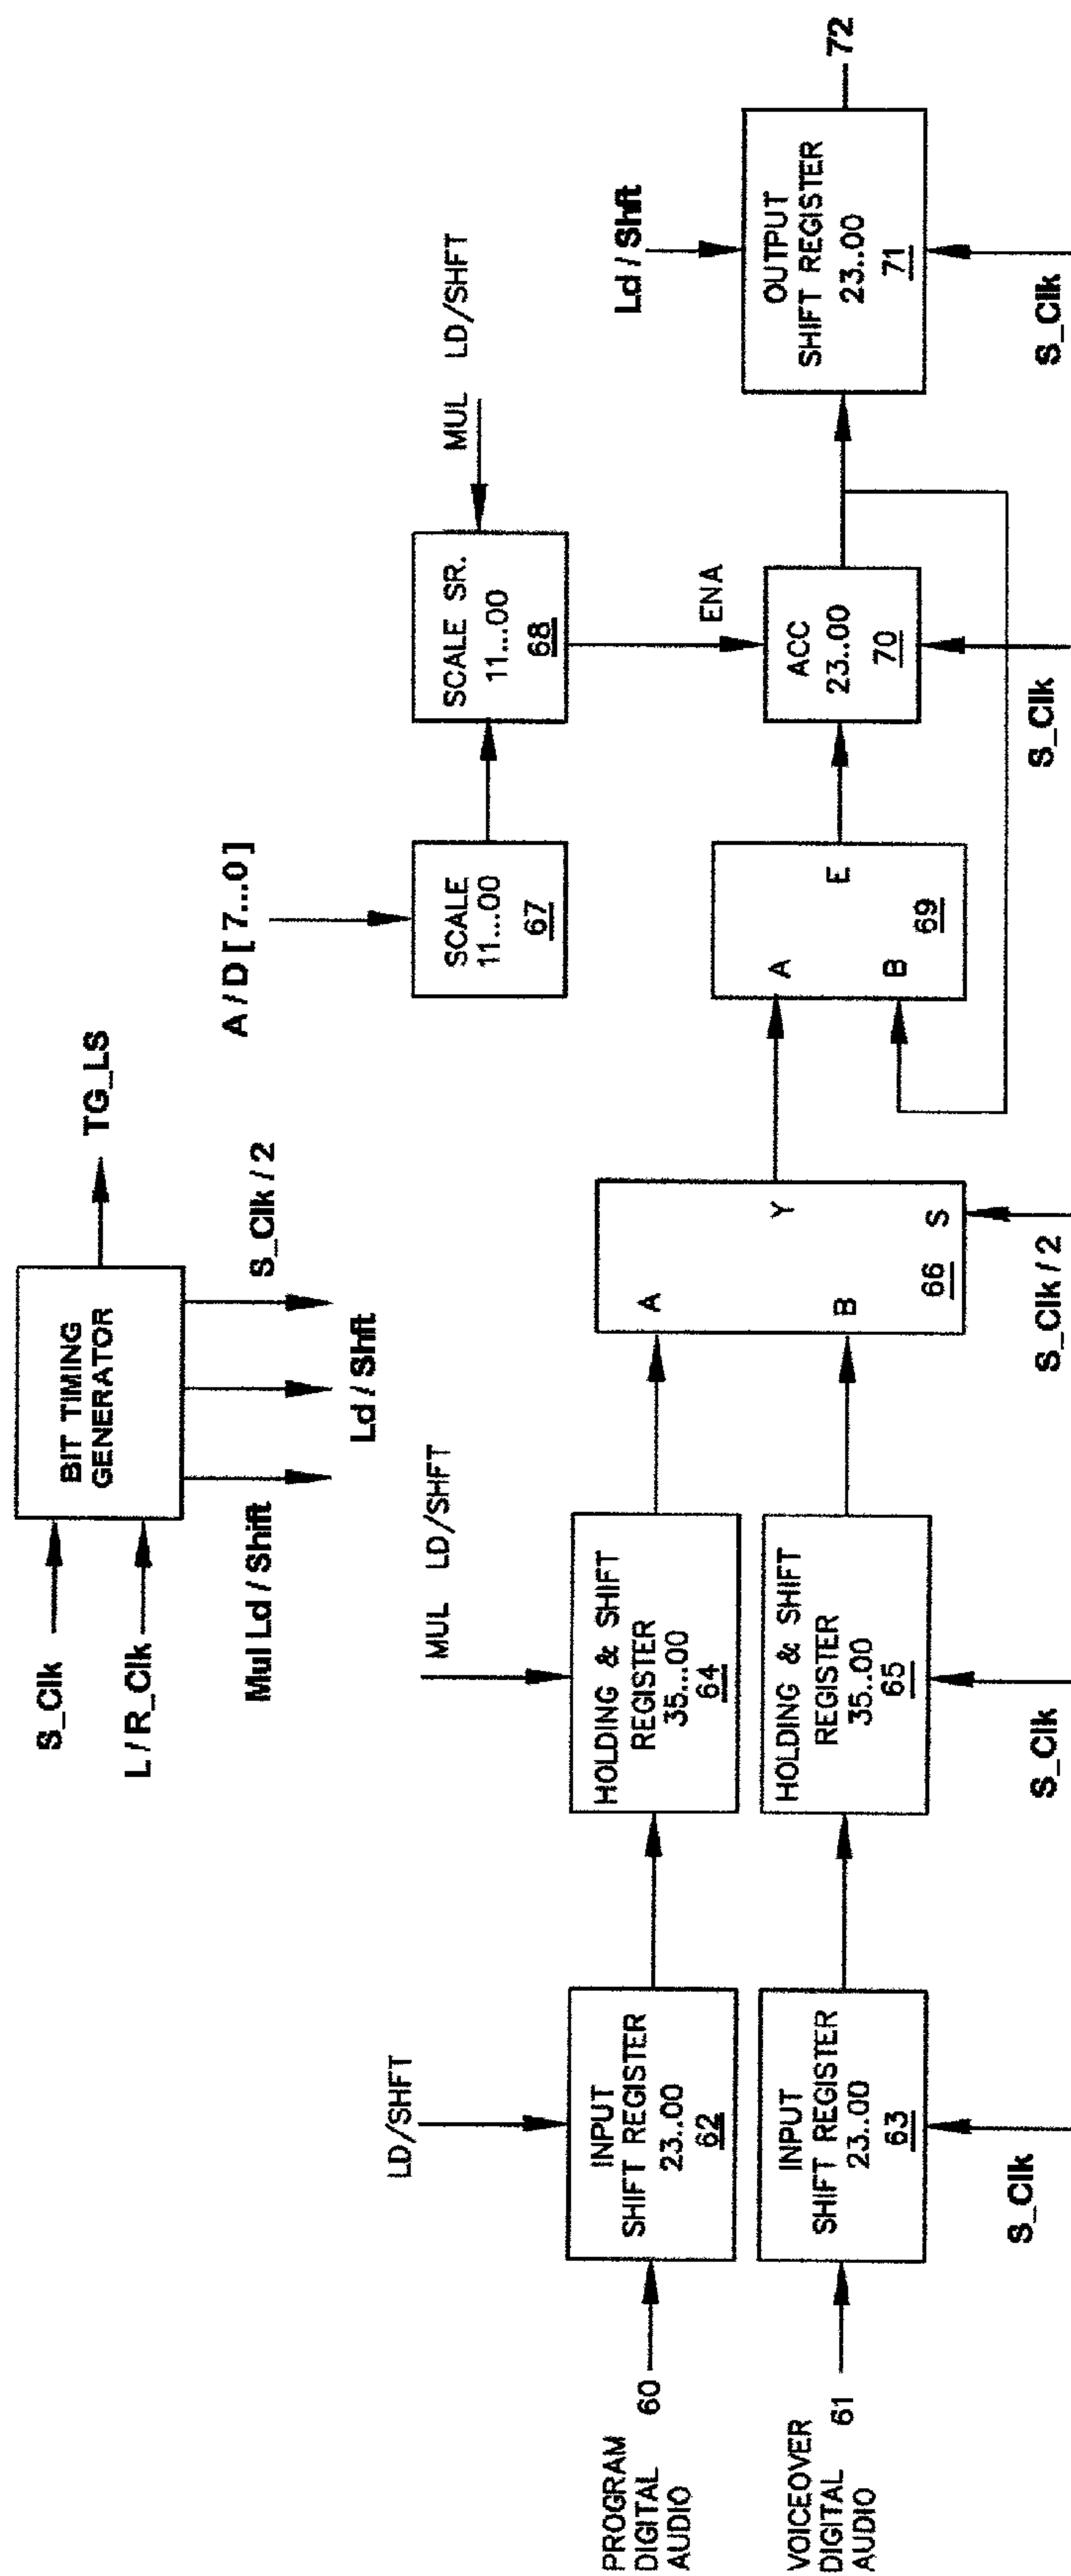 S_Clk
L/R_Clk
BIT TIMING
GENERATOR
TG_LS
Mul Ld / Shift
Ld / Shft
S_Clk / 2
A / D [ 7...0 ]
SCALE
11...00
67
SCALE SR.
11...00
68
MUL LD/SHFT
LD/SHFT
MUL LD/SHFT
ENA
Ld / Shft
PROGRAM
DIGITAL
AUDIO
60
INPUT
SHIFT REGISTER
23..00
62
HOLDING & SHIFT
REGISTER
35...00
64
VOICEOVER
DIGITAL
AUDIO
61
INPUT
SHIFT REGISTER
23..00
63
HOLDING & SHIFT
REGISTER
35..00
65
A
Y
B
66
S
A
E
B
69
ACC
23..00
70
OUTPUT
SHIFT REGISTER
23..00
71
72
S_Clk
S_Clk
S_Clk / 2
S_Clk
S_Clk